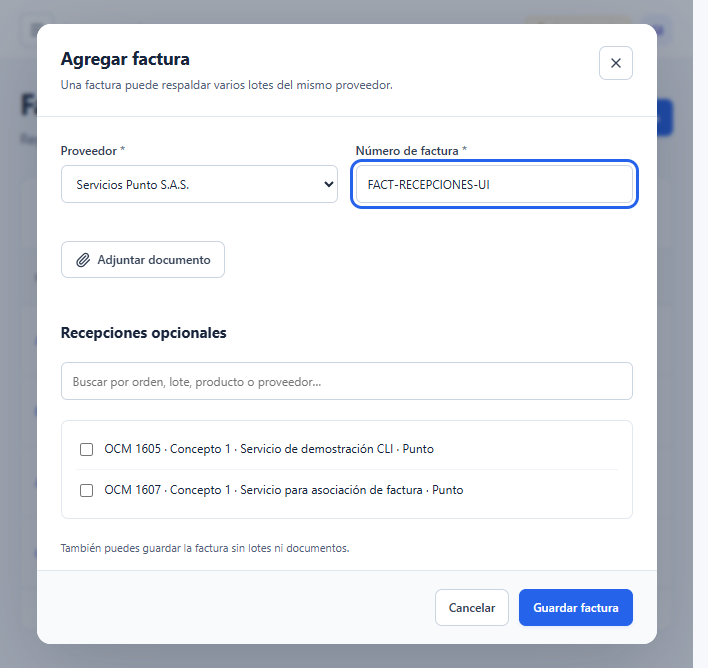 Agregar factura
Una factura puede respaldar varios lotes del mismo proveedor.
Proveedor *
Número de factura *
Servicios Punto S.A.S.
FACT-RECEPCIONES-UI
Adjuntar documento
Recepciones opcionales
Buscar por orden, lote, producto o proveedor...
OCM 1605 · Concepto 1 · Servicio de demostración CLI · Punto
OCM 1607 · Concepto 1 · Servicio para asociación de factura · Punto
También puedes guardar la factura sin lotes ni documentos.
Cancelar
Guardar factura